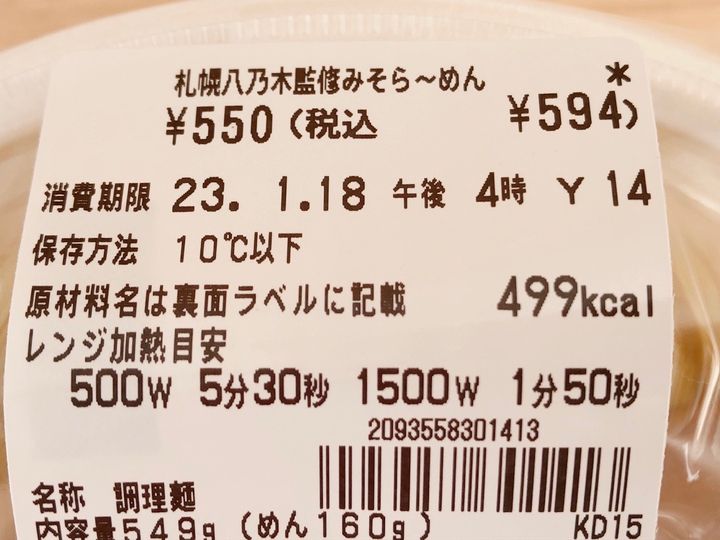 札幌八乃木監修みそら～めん
¥550(税込 ¥594*)
消費期限 23. 1.18 午後 4時 Y 14
保存方法 10℃以下
原材料名は裏面ラベルに記載 499kcal
レンジ加熱目安
500W 5分30秒 1500W 1分50秒
2093558301413
名称 調理麺
内容量549g(めん160g) KD15